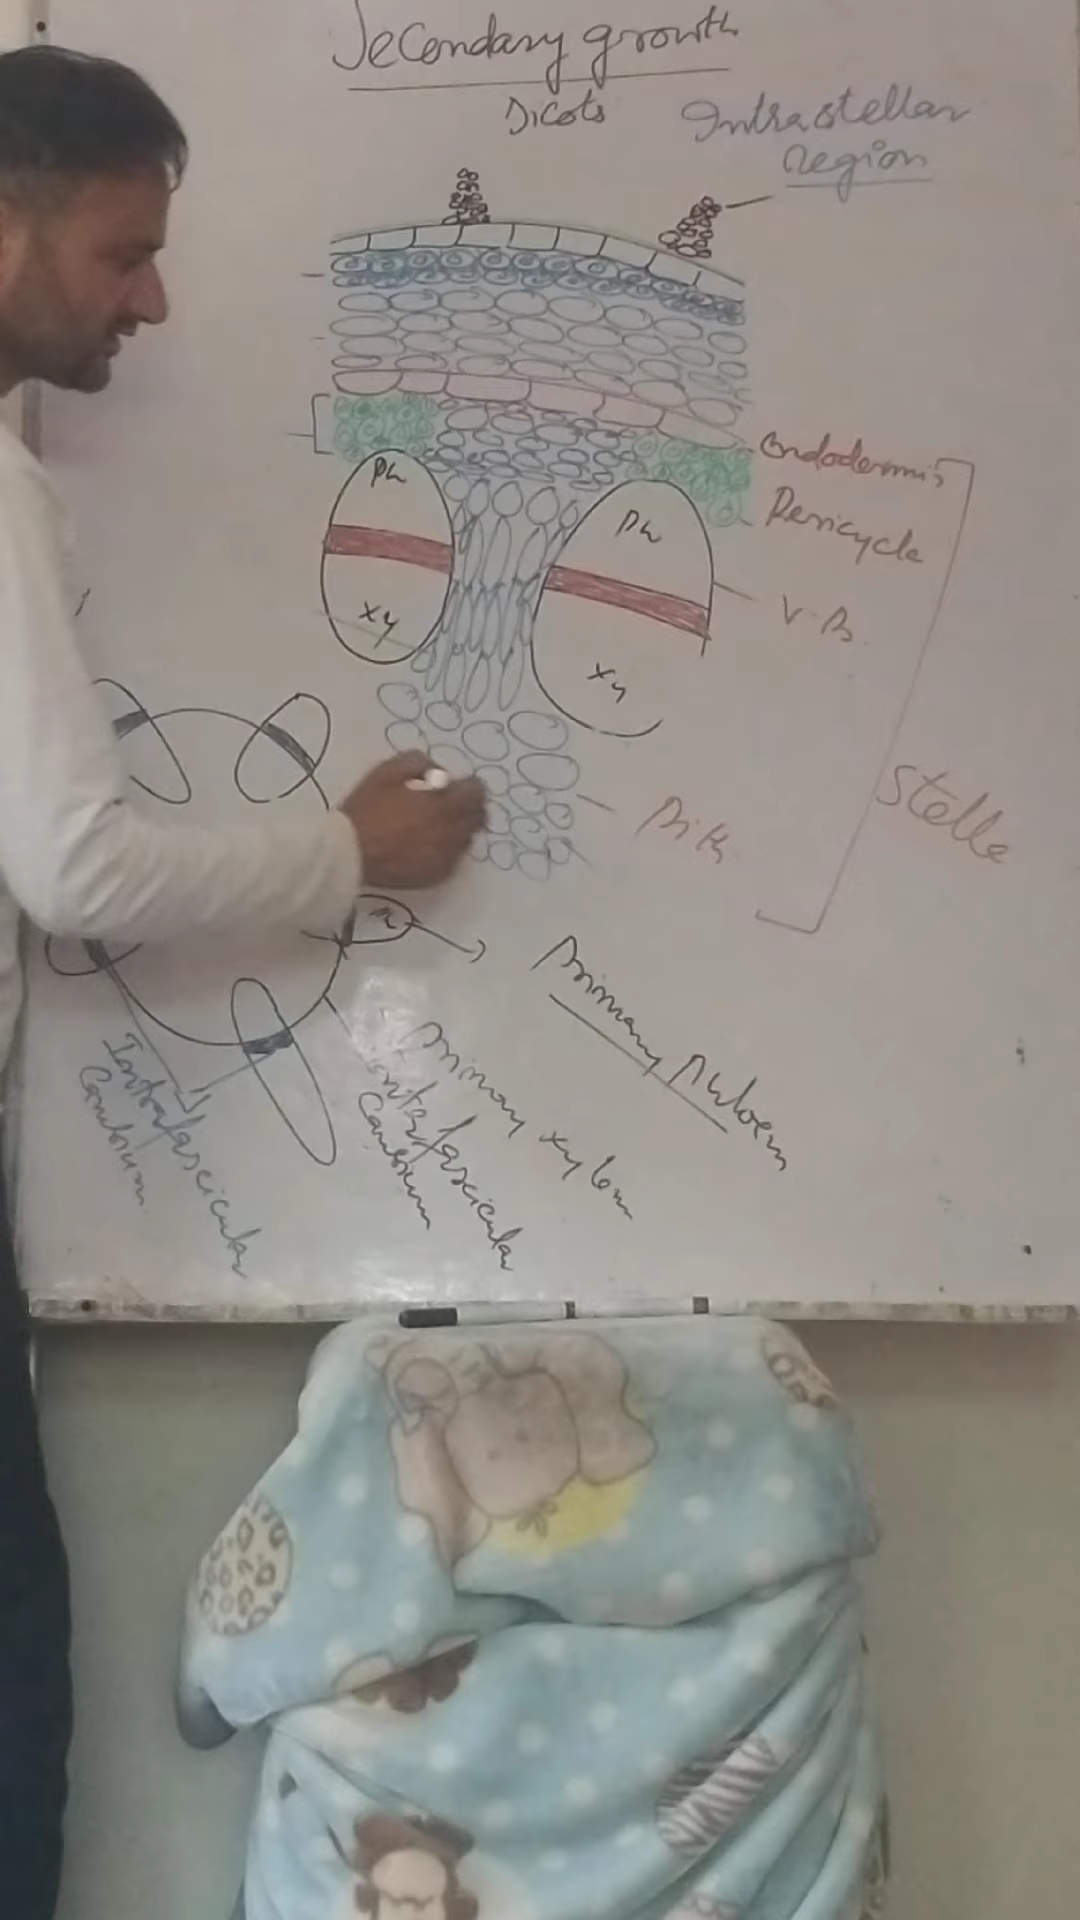 Secondary growth
Dicots
Intrastellar
region
Endodermis
Pericycle
Ph
Ph
V.B.
xy
xy
Stelle
Pith
Primary Phloem
Primary xylem
Interfascicular
Cambium
Intrafascicular
Cambium